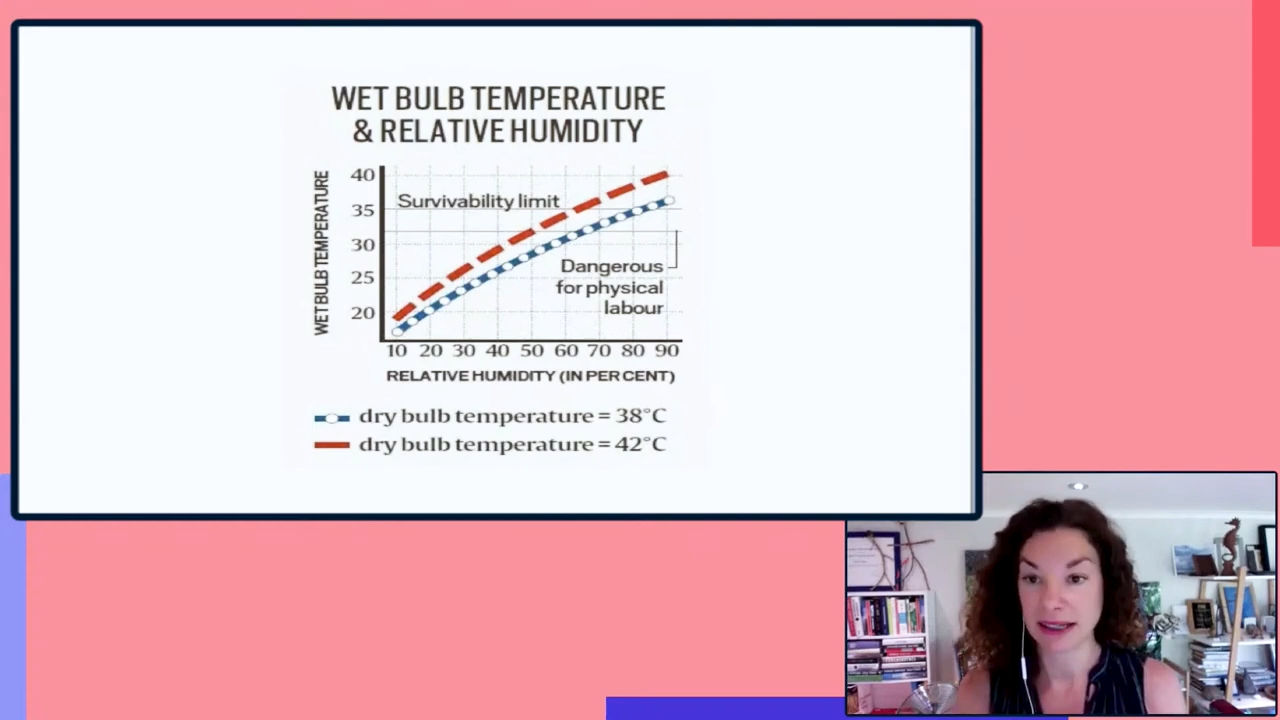 WET BULB TEMPERATURE
& RELATIVE HUMIDITY
WET BULB TEMPERATURE
40
35
30
25
20
Survivability limit
Dangerous
for physical
labour
10 20 30 40 50 60 70 80 90
RELATIVE HUMIDITY (IN PER CENT)
dry bulb temperature = 38°C
dry bulb temperature = 42°C